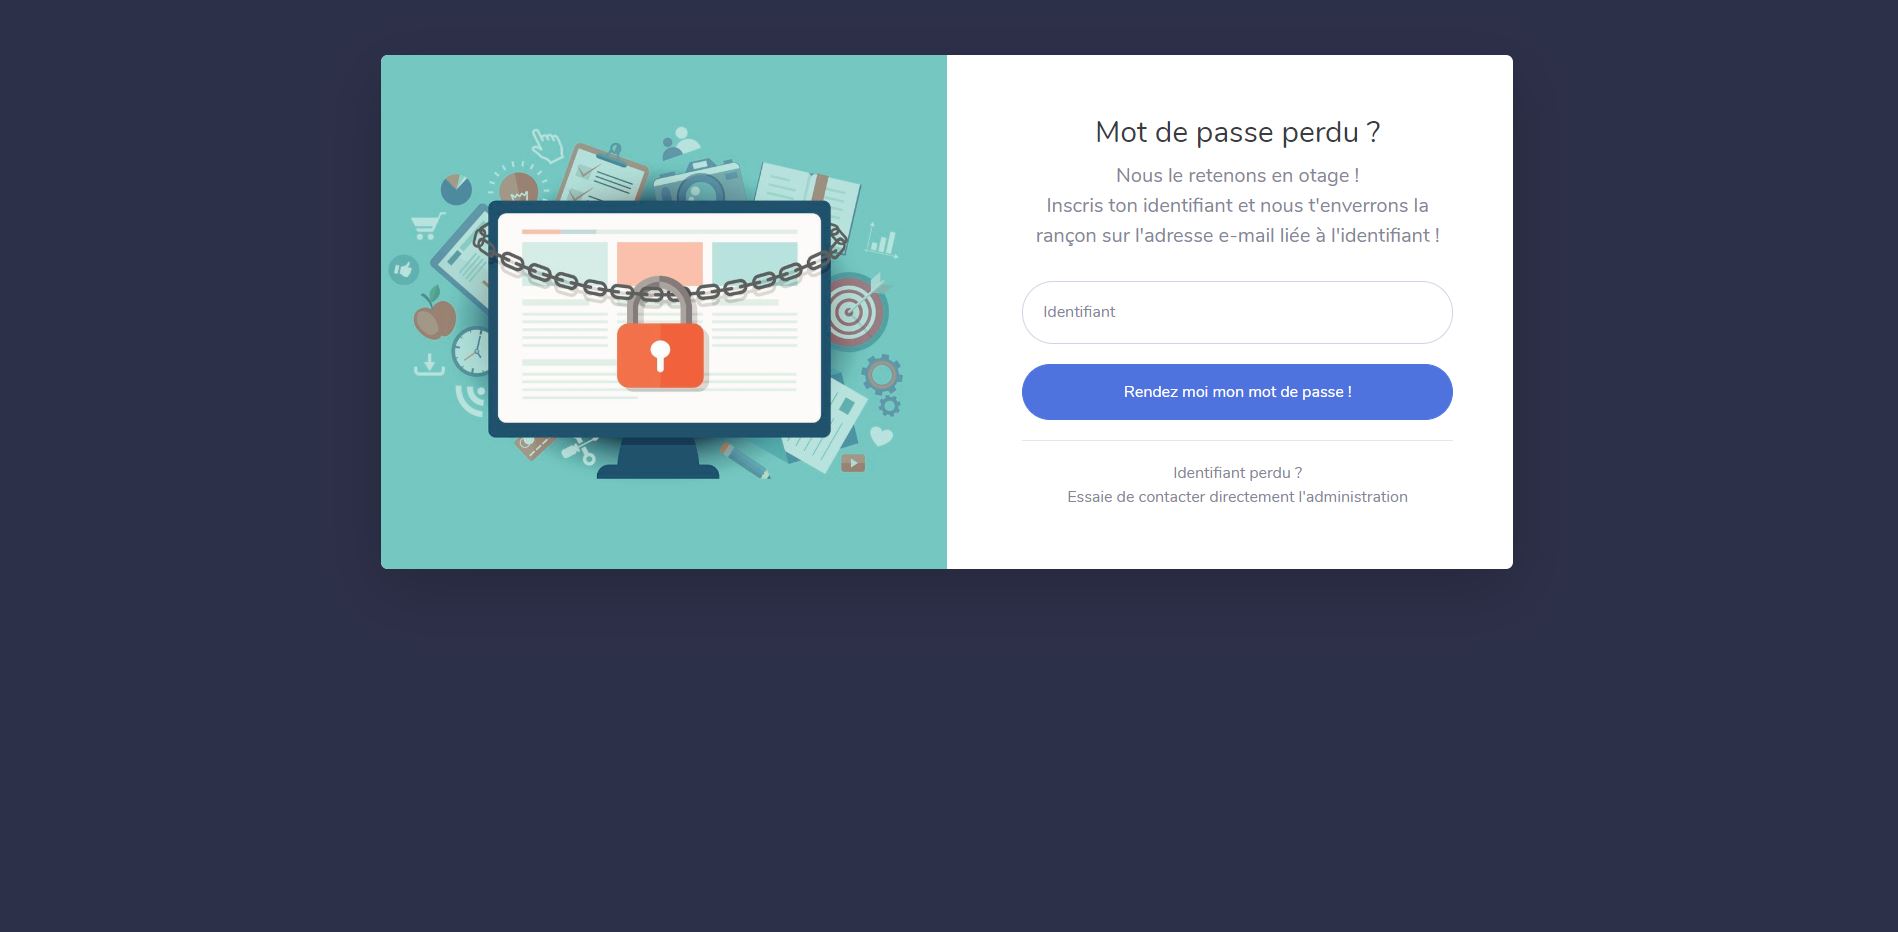 Mot de passe perdu ?
Nous le retenons en otage !
Inscris ton identifiant et nous t'enverrons la
rançon sur l'adresse e-mail liée à l'identifiant !
Identifiant
Rendez moi mon mot de passe !
Identifiant perdu ?
Essaie de contacter directement l'administration